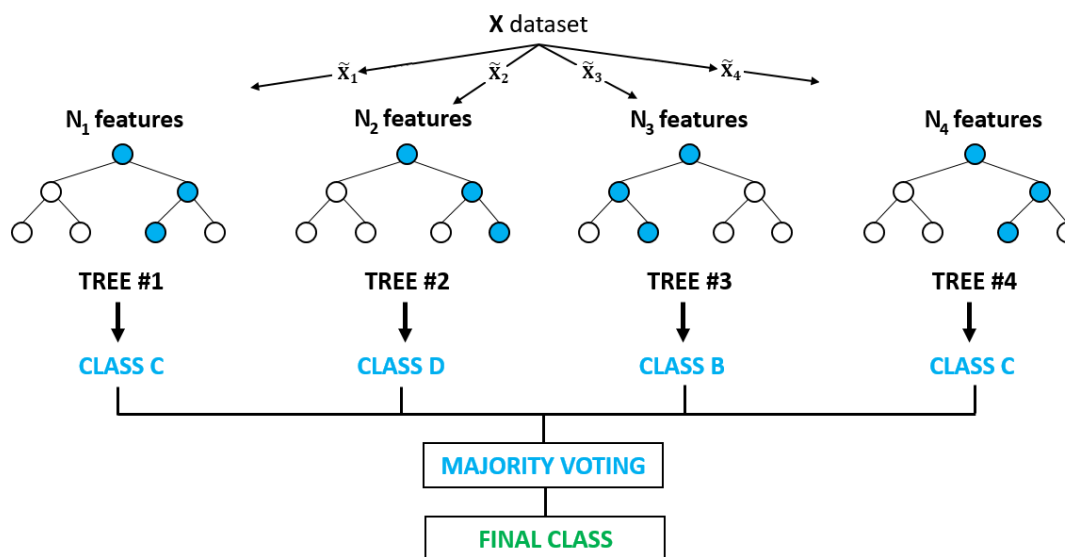 X dataset
x̃₁ x̃₂ x̃₃ x̃₄
N₁ features N₂ features N₃ features N₄ features
TREE #1 TREE #2 TREE #3 TREE #4
CLASS C CLASS D CLASS B CLASS C
MAJORITY VOTING
FINAL CLASS